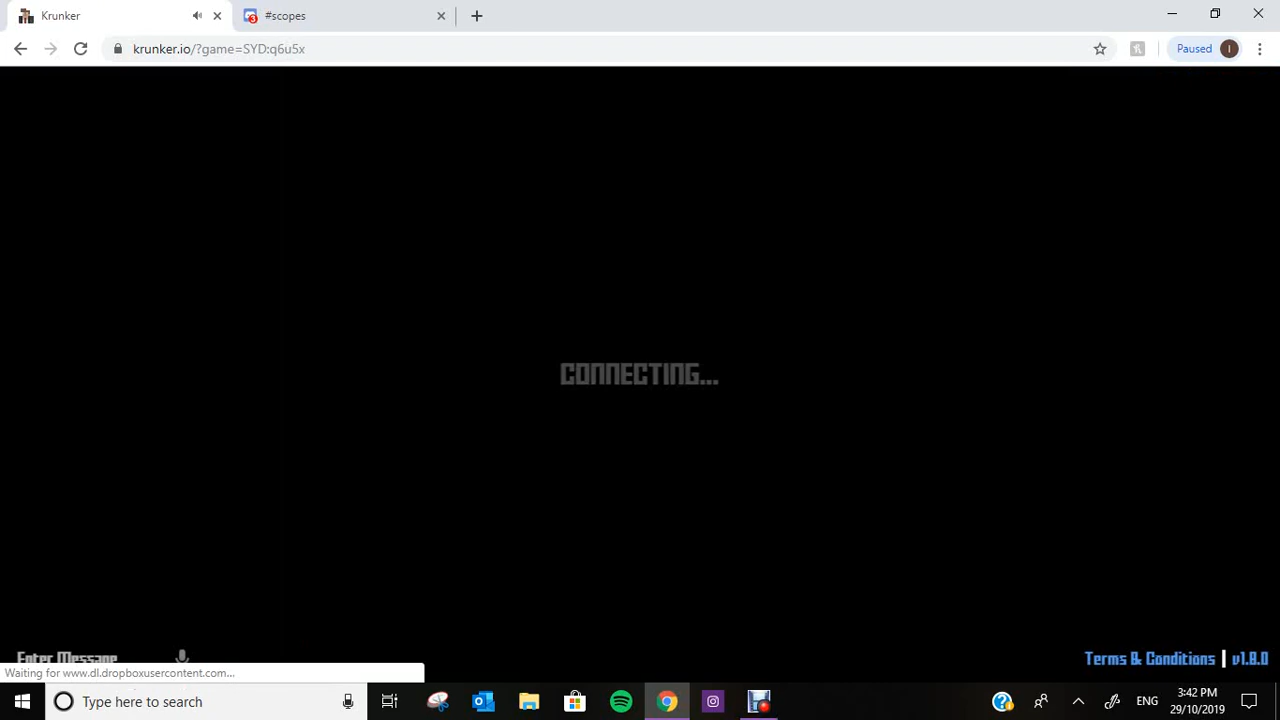 Krunker
#scopes
krunker.io/?game=SYD:q6u5x
Paused
I
3
CONNECTING...
Enter Message
Terms & Conditions | v1.8.0
Waiting for www.dl.dropboxusercontent.com...
Type here to search
ENG
3:42 PM
29/10/2019